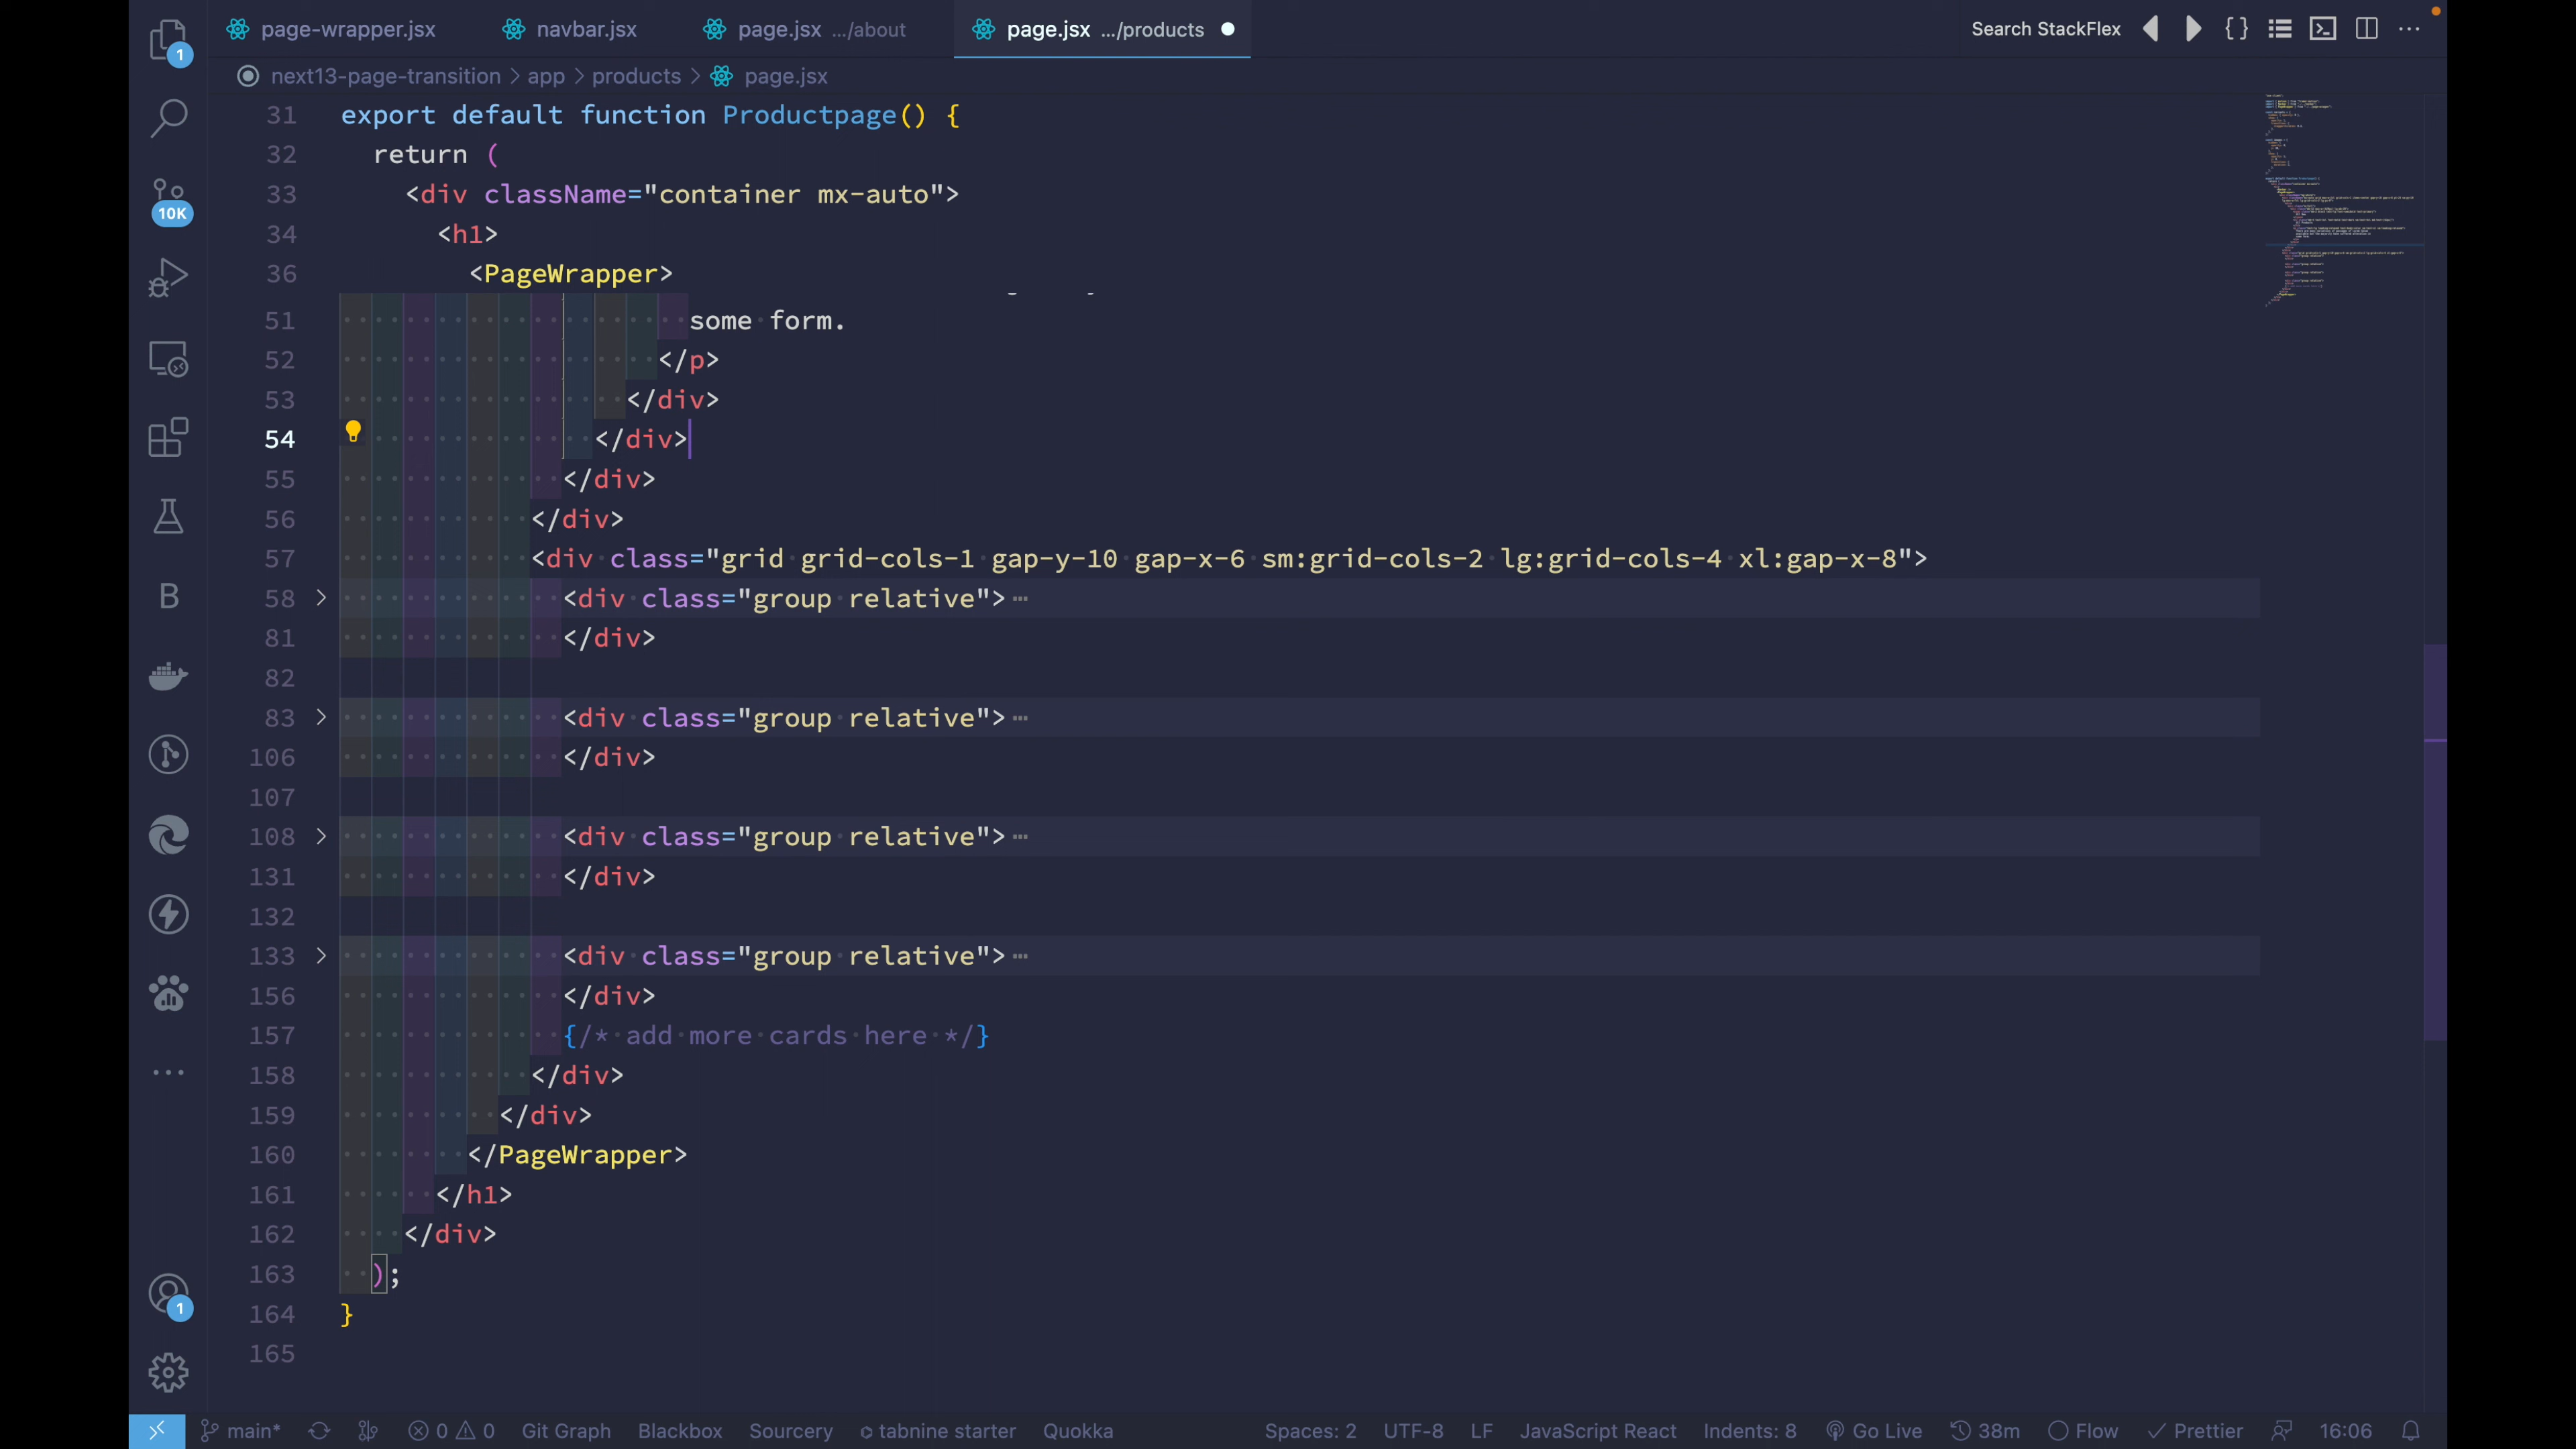 page-wrapper.jsx navbar.jsx page.jsx .../about page.jsx .../products Search StackFlex
1
next13-page-transition > app > products > page.jsx
31 export default function Productpage() {
32 return (
33 <div className="container mx-auto">
10K
34 <h1>
36 <PageWrapper>
51 some form.
52 </p>
53 </div>
54 </div>
55 </div>
56 </div>
57 <div class="grid grid-cols-1 gap-y-10 gap-x-6 sm:grid-cols-2 lg:grid-cols-4 xl:gap-x-8">
58 <div class="group relative">
B
81 </div>
82
83 <div class="group relative">
106 </div>
107
108 <div class="group relative">
131 </div>
132
133 <div class="group relative">
156 </div>
157 {/* add more cards here */}
158 </div>
159 </div>
160 </PageWrapper>
161 </h1>
162 </div>
163 );
1
164 }
165
main* 0 0 Git Graph Blackbox Sourcery tabnine starter Quokka Spaces: 2 UTF-8 LF JavaScript React Indents: 8 Go Live 38m Flow Prettier 16:06